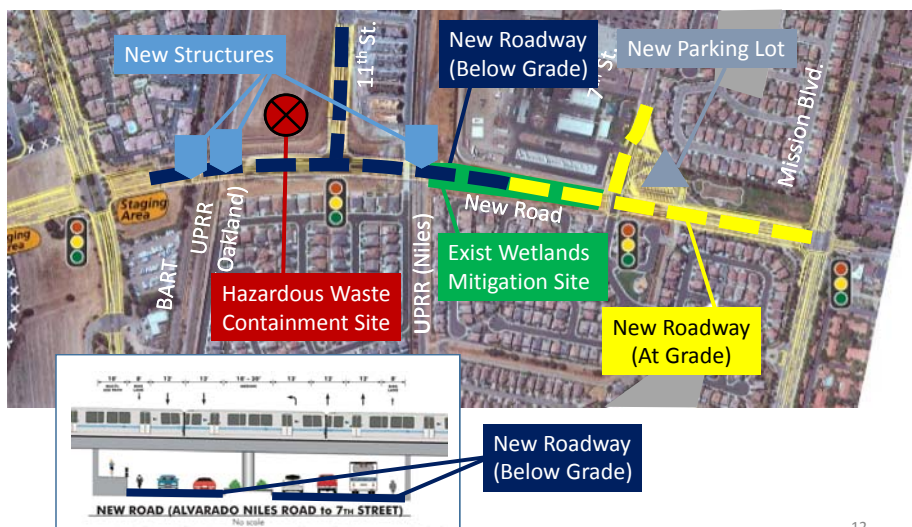 New Structures
11th St.
New Roadway
(Below Grade)
7th St.
New Parking Lot
Mission Blvd.
Staging
Area
ging
ea
BART
UPRR
Oakland)
Hazardous Waste
Containment Site
UPRR (Niles)
New Road
Exist Wetlands
Mitigation Site
New Roadway
(At Grade)
New Roadway
(Below Grade)
NEW ROAD (ALVARADO NILES ROAD to 7TH STREET)
No scale
12